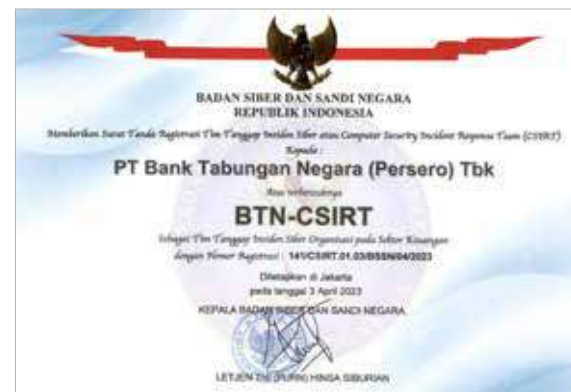 BADAN SIBER DAN SANDI NEGARA
REPUBLIK INDONESIA
Memberikan Surat Tanda Registrasi Tim Tanggap Insiden Siber atau Computer Security Incident Response Team (CSIRT)
Kepada :
PT Bank Tabungan Negara (Persero) Tbk
Atas terbentuknya
BTN-CSIRT
Sebagai Tim Tanggap Insiden Siber Organisasi pada Sektor Keuangan
dengan Nomor Registrasi : 141/CSIRT.01.03/BSSN/04/2023
Ditetapkan di Jakarta
pada tanggal 3 April 2023
KEPALA BADAN SIBER DAN SANDI NEGARA
LETJEN TNI (PURN) HINSA SIBURIAN